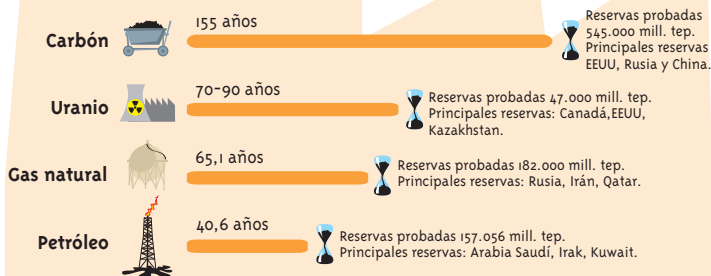 155 años
Carbón
Reservas probadas
545.000 mill. tep.
Principales reservas
EEUU, Rusia y China.
70-90 años
Uranio
Reservas probadas 47.000 mill. tep.
Principales reservas: Canadá,EEUU,
Kazakhstan.
65,1 años
Gas natural
Reservas probadas 182.000 mill. tep.
Principales reservas: Rusia, Irán, Qatar.
40,6 años
Petróleo
Reservas probadas 157.056 mill. tep.
Principales reservas: Arabia Saudí, Irak, Kuwait.